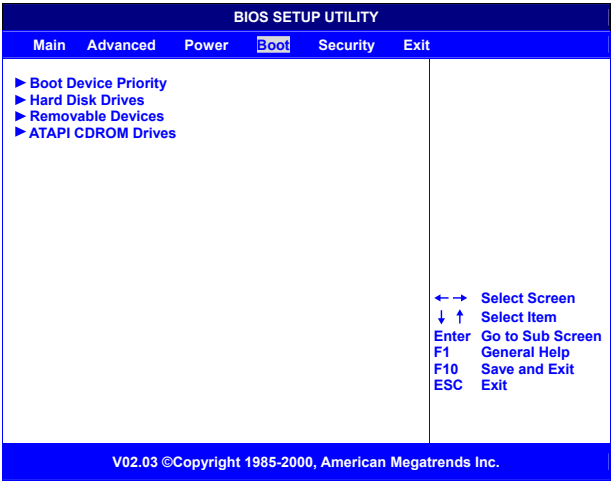 BIOS SETUP UTILITY
Main Advanced Power Boot Security Exit
► Boot Device Priority
► Hard Disk Drives
► Removable Devices
► ATAPI CDROM Drives
←→ Select Screen
↓ ↑ Select Item
Enter Go to Sub Screen
F1 General Help
F10 Save and Exit
ESC Exit
V02.03 ©Copyright 1985-2000, American Megatrends Inc.